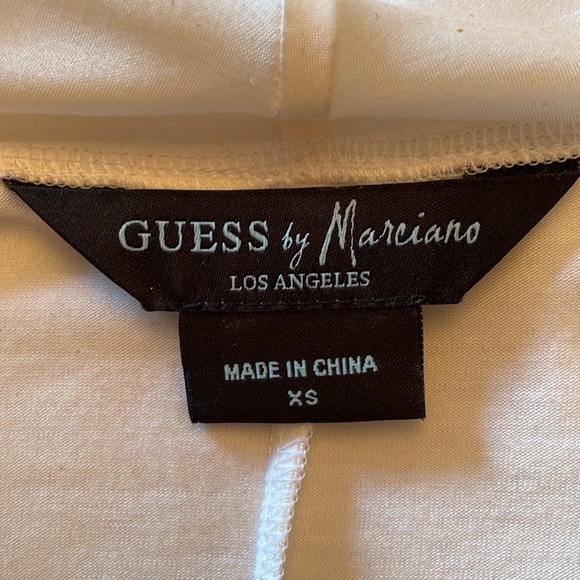 GUESS by Marciano
LOS ANGELES
MADE IN CHINA
XS